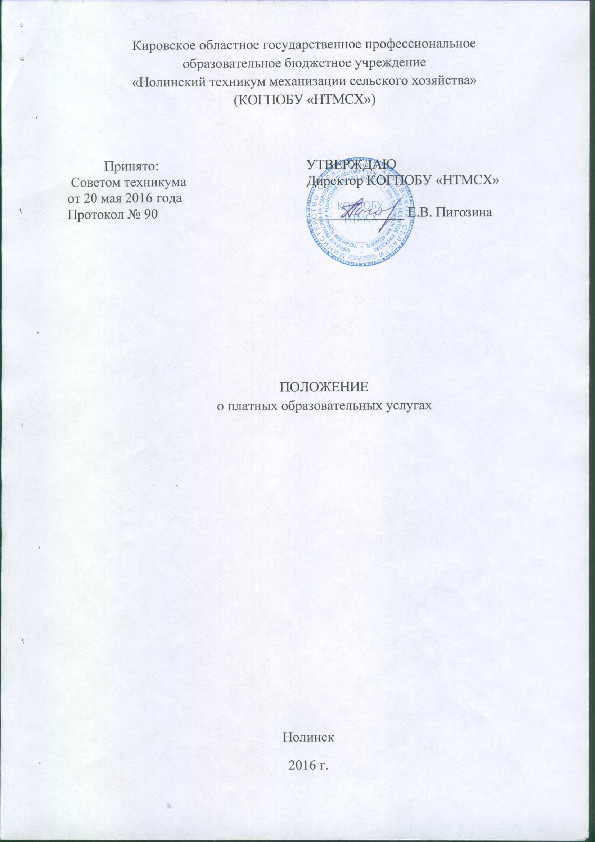 Кировское областное государственное профессиональное
образовательное бюджетное учреждение
«Нолинский техникум механизации сельского хозяйства»
(КОГПОБУ «НТМСХ»)
Принято:
Советом техникума
от 20 мая 2016 года
Протокол № 90
УТВЕРЖДАЮ
Директор КОГПОБУ «НТМСХ»
Е.В. Пигозина
КОГПОБУ
ПОЛОЖЕНИЕ
о платных образовательных услугах
Нолинск
2016 г.